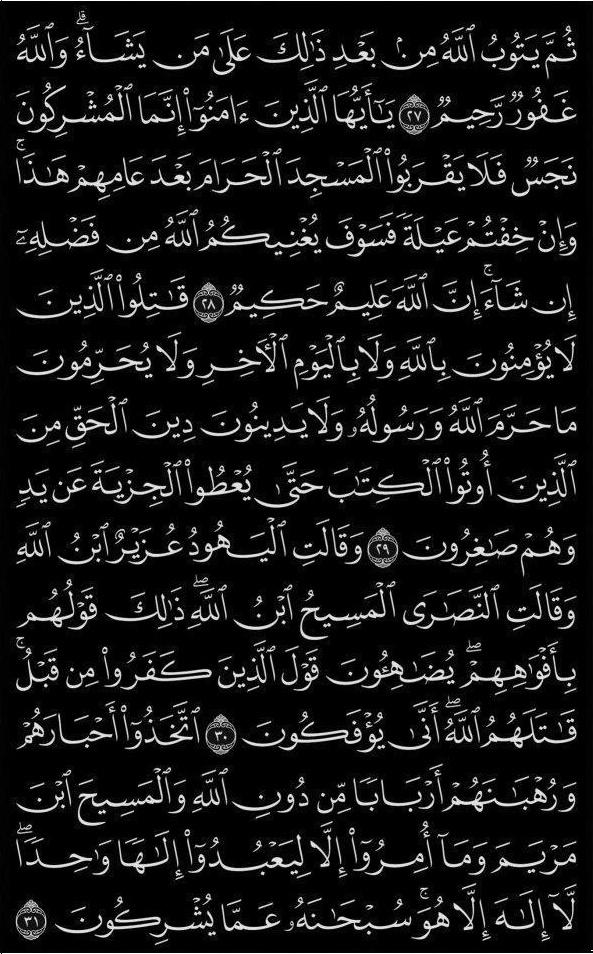 ثُمَّ يَتُوبُ ٱللَّهُ مِنۢ بَعْدِ ذَٰلِكَ عَلَىٰ مَن يَشَآءُ ۗ وَٱللَّهُ
غَفُورٌ رَّحِيمٌ ٢٧ يَـٰٓأَيُّهَا ٱلَّذِينَ ءَامَنُوٓا۟ إِنَّمَا ٱلْمُشْرِكُونَ
نَجَسٌ فَلَا يَقْرَبُوا۟ ٱلْمَسْجِدَ ٱلْحَرَامَ بَعْدَ عَامِهِمْ هَـٰذَا ۚ
وَإِنْ خِفْتُمْ عَيْلَةً فَسَوْفَ يُغْنِيكُمُ ٱللَّهُ مِن فَضْلِهِۦٓ
إِن شَآءَ ۚ إِنَّ ٱللَّهَ عَلِيمٌ حَكِيمٌ ٢٨ قَـٰتِلُوا۟ ٱلَّذِينَ
لَا يُؤْمِنُونَ بِٱللَّهِ وَلَا بِٱلْيَوْمِ ٱلْـَٔاخِرِ وَلَا يُحَرِّمُونَ
مَا حَرَّمَ ٱللَّهُ وَرَسُولُهُۥ وَلَا يَدِينُونَ دِينَ ٱلْحَقِّ مِنَ
ٱلَّذِينَ أُوتُوا۟ ٱلْكِتَـٰبَ حَتَّىٰ يُعْطُوا۟ ٱلْجِزْيَةَ عَن يَدٍ
وَهُمْ صَـٰغِرُونَ ٢٩ وَقَالَتِ ٱلْيَهُودُ عُزَيْرٌ ٱبْنُ ٱللَّهِ
وَقَالَتِ ٱلنَّصَـٰرَى ٱلْمَسِيحُ ٱبْنُ ٱللَّهِ ۖ ذَٰلِكَ قَوْلُهُم
بِأَفْوَٰهِهِمْ ۖ يُضَـٰهِـُٔونَ قَوْلَ ٱلَّذِينَ كَفَرُوا۟ مِن قَبْلُ ۚ
قَـٰتَلَهُمُ ٱللَّهُ ۖ أَنَّىٰ يُؤْفَكُونَ ٣٠ ٱتَّخَذُوٓا۟ أَحْبَارَهُمْ
وَرُهْبَـٰنَهُمْ أَرْبَابًا مِّن دُونِ ٱللَّهِ وَٱلْمَسِيحَ ٱبْنَ
مَرْيَمَ وَمَآ أُمِرُوٓا۟ إِلَّا لِيَعْبُدُوٓا۟ إِلَـٰهًا وَٰحِدًا ۖ
لَّآ إِلَـٰهَ إِلَّا هُوَ ۚ سُبْحَـٰنَهُۥ عَمَّا يُشْرِكُونَ ٣١